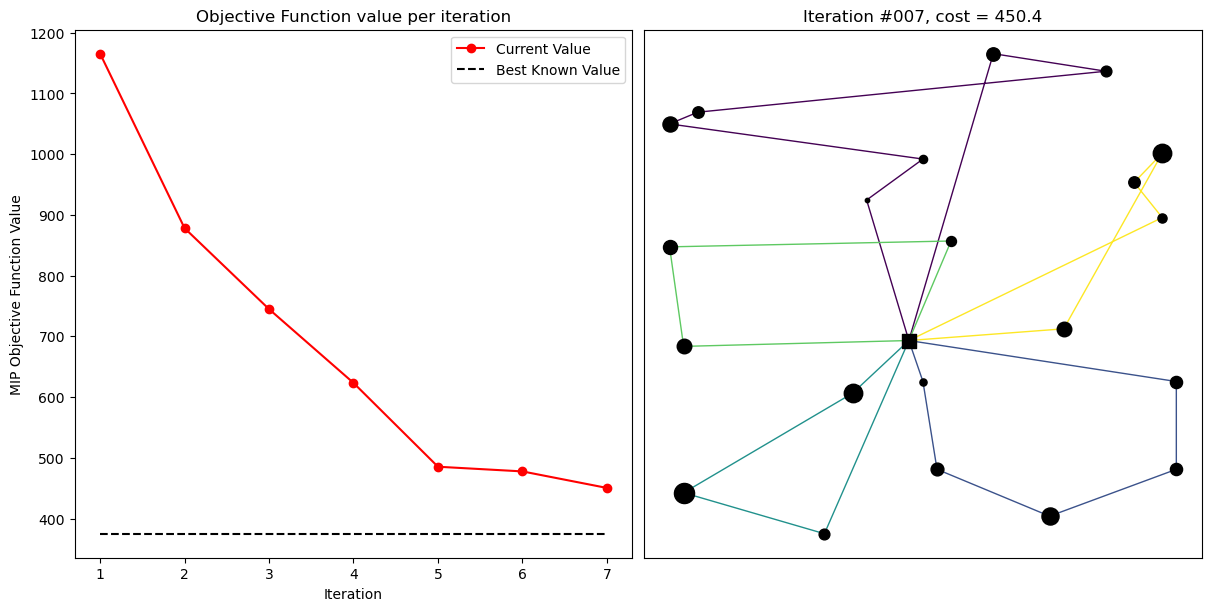 Objective Function value per iteration
Current Value
Best Known Value
MIP Objective Function Value
1200
1100
1000
900
800
700
600
500
400
1 2 3 4 5 6 7
Iteration
Iteration #007, cost = 450.4